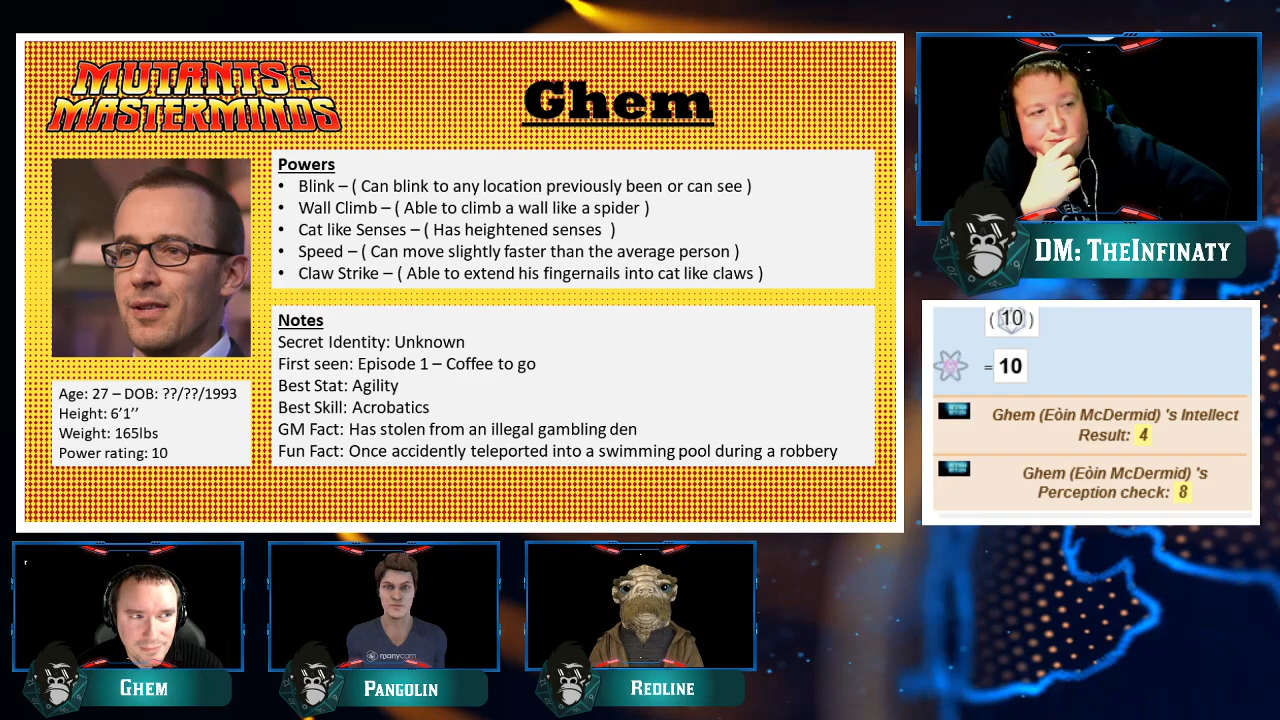 MUTANTS &
MASTERMINDS
Ghem
Powers
• Blink – ( Can blink to any location previously been or can see )
• Wall Climb – ( Able to climb a wall like a spider )
• Cat like Senses – ( Has heightened senses )
• Speed – ( Can move slightly faster than the average person )
• Claw Strike – ( Able to extend his fingernails into cat like claws )
Age: 27 – DOB: ??/??/1993
Height: 6’1’’
Weight: 165lbs
Power rating: 10
Notes
Secret Identity: Unknown
First seen: Episode 1 – Coffee to go
Best Stat: Agility
Best Skill: Acrobatics
GM Fact: Has stolen from an illegal gambling den
Fun Fact: Once accidently teleported into a swimming pool during a robbery
DM: TheInfinaty
(10)
= 10
Ghem (Eòin McDermid) 's Intellect
Result: 4
Ghem (Eòin McDermid) 's
Perception check: 8
manycam
Ghem
Pangolin
Redline